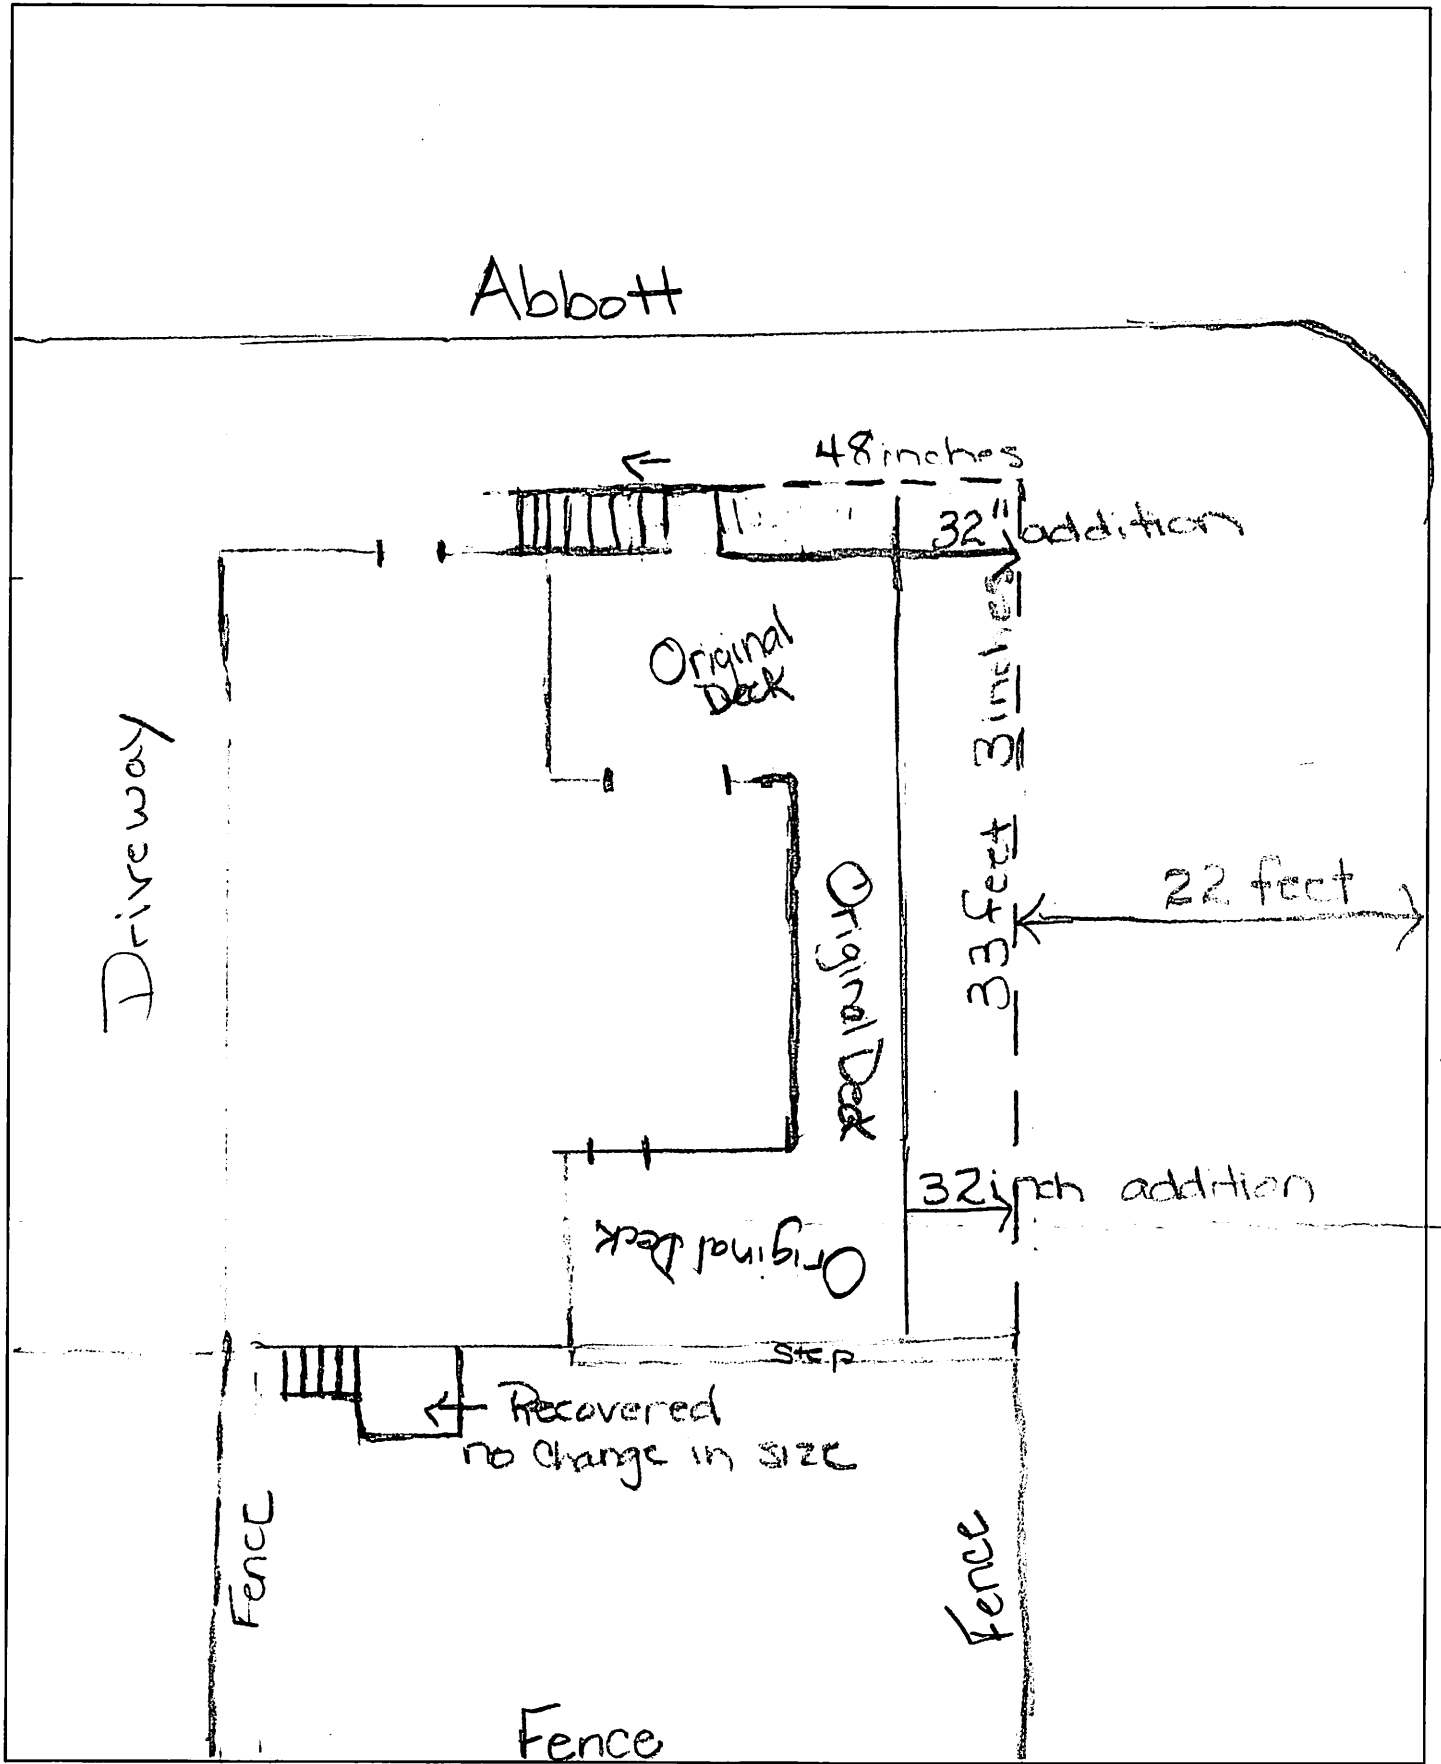 Abbott
48 inches
32" addition
Original
Deck
Driveway
33 feet 3 inches
22 feet
Original Deck
32 inch addition
Original Deck
Step
Recovered
no change in size
Fence
Fence
Fence